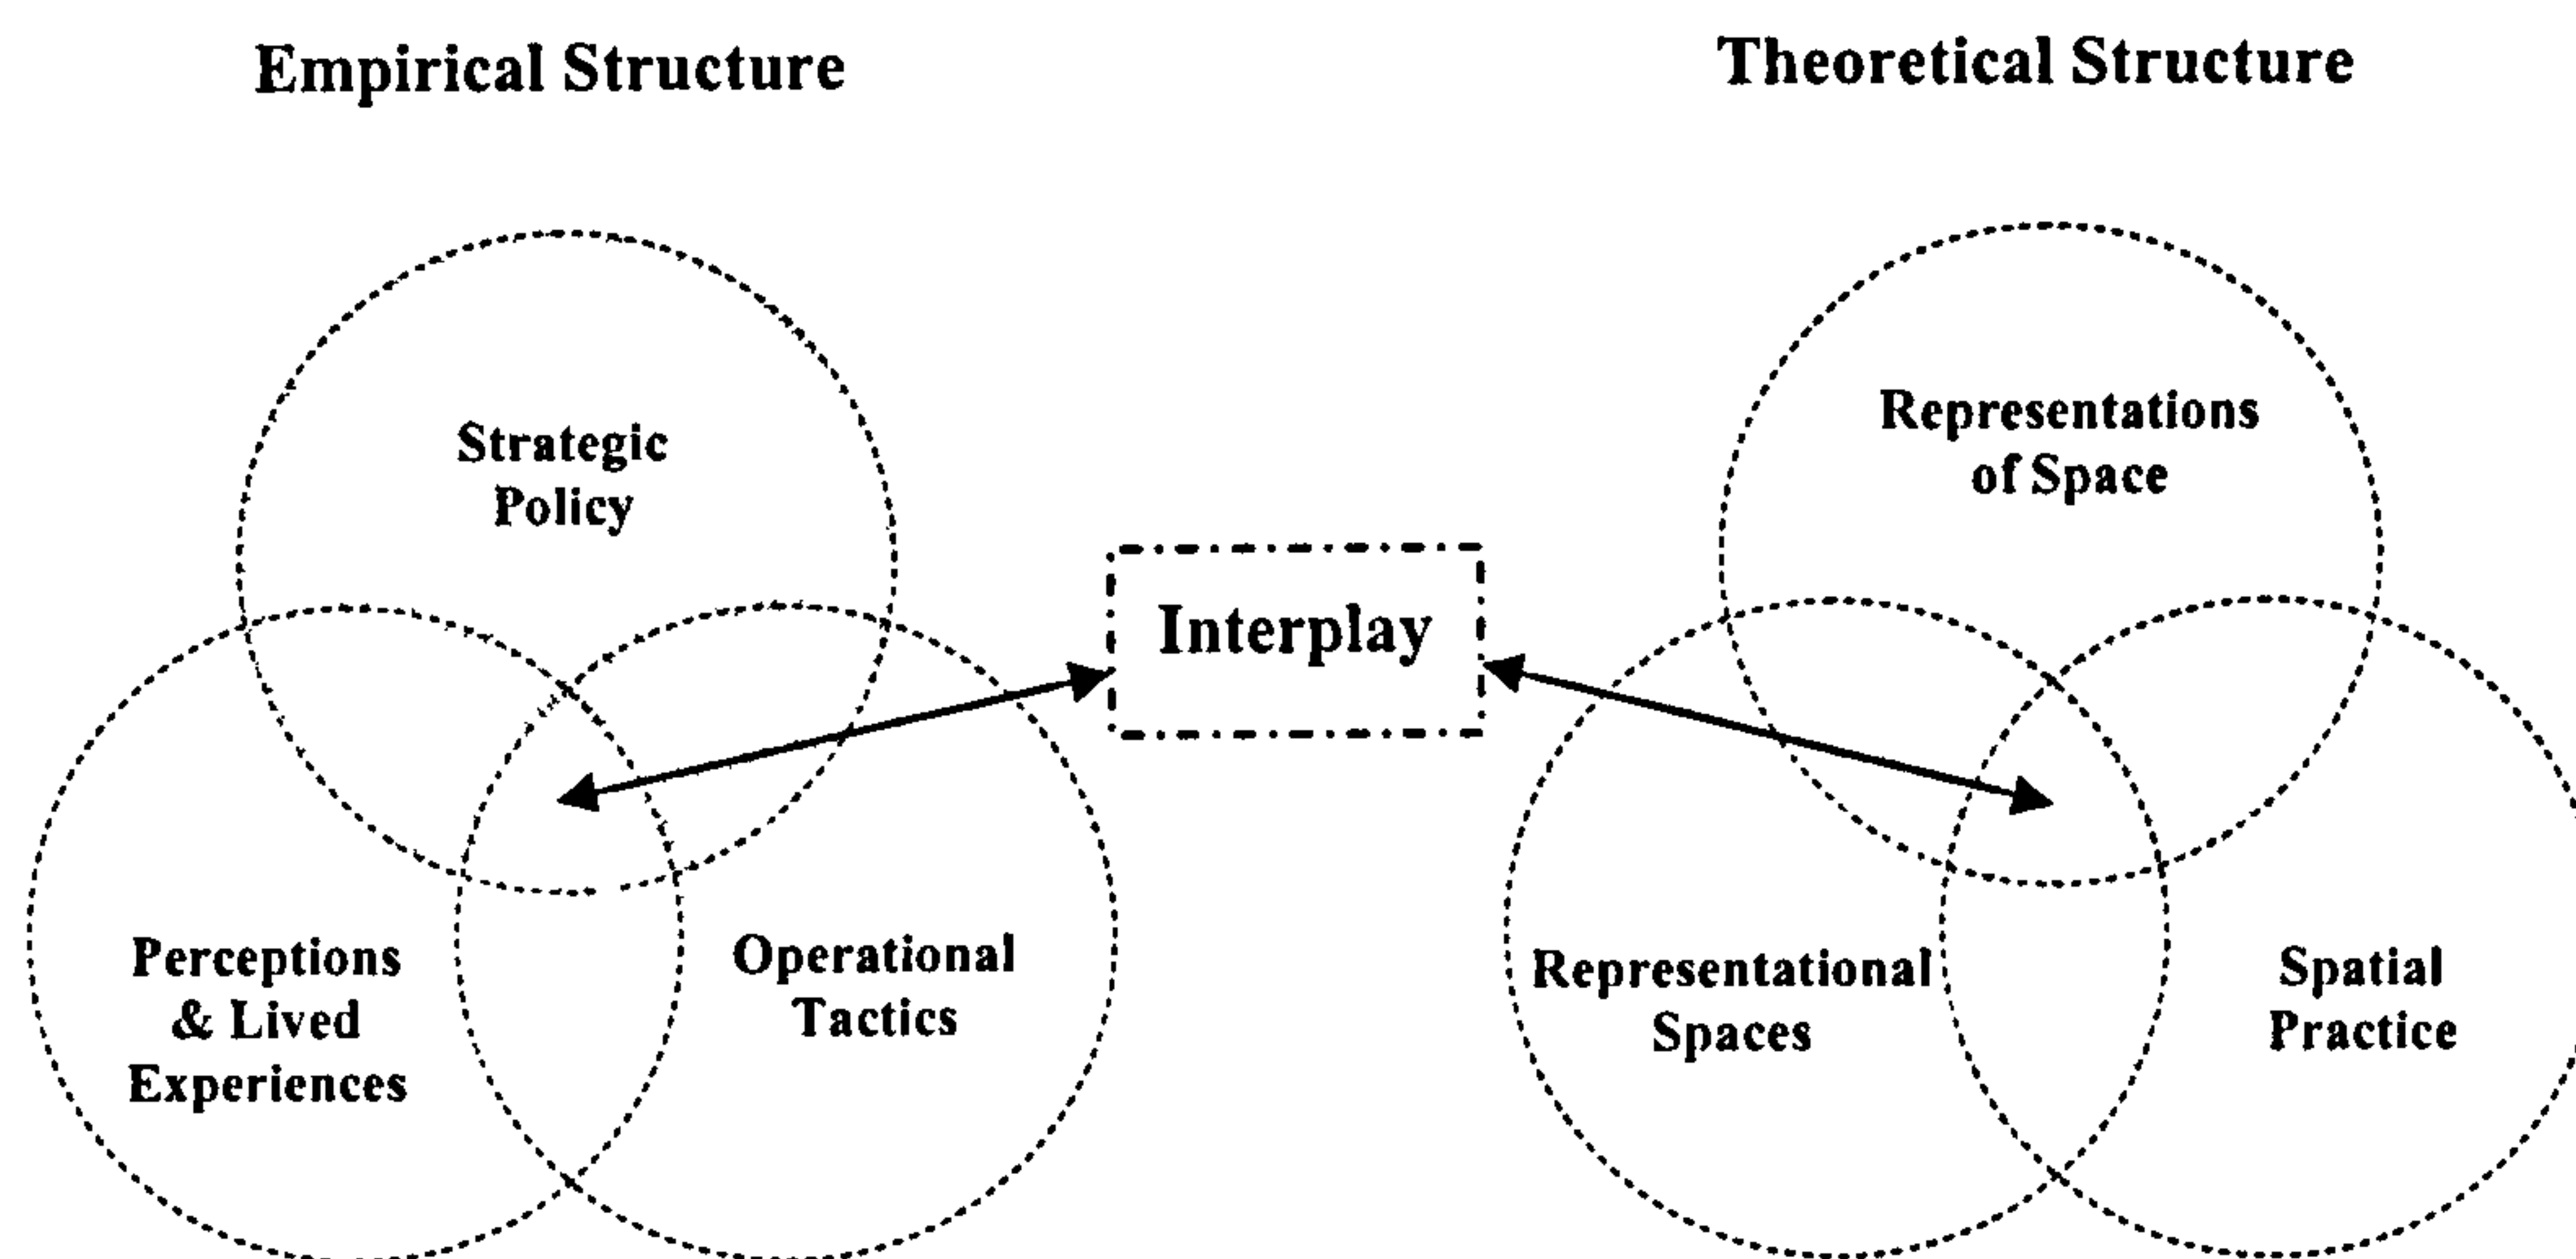 Empirical Structure
Theoretical Structure
Strategic
Policy
Representations
of Space
Interplay
Perceptions
& Lived
Experiences
Operational
Tactics
Representational
Spaces
Spatial
Practice